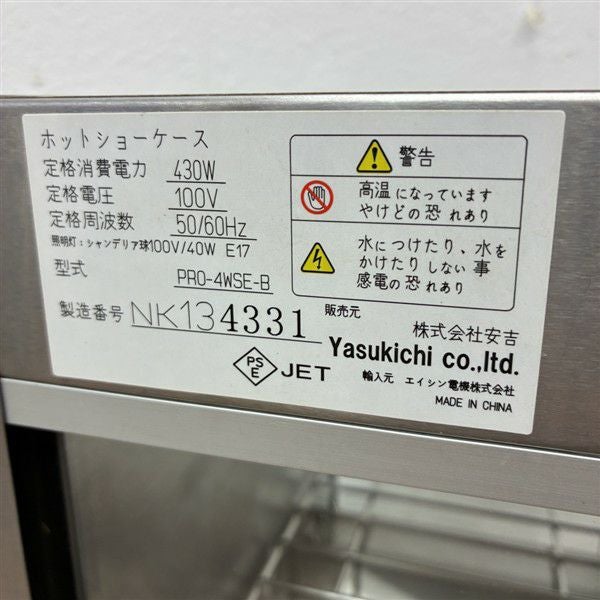 ホットショーケース
定格消費電力 430W
定格電圧 100V
定格周波数 50/60Hz
照明灯:シャンデリア球100V/40W E17
型式 PRO-4WSE-B
製造番号 NK134331
警告
高温になっています
やけどの恐れあり
水につけたり、水を
かけたりしない事
感電の恐れあり
販売元
株式会社安吉
Yasukichi co.,ltd.
PS
E
JET
輸入元 エイシン電機株式会社
MADE IN CHINA